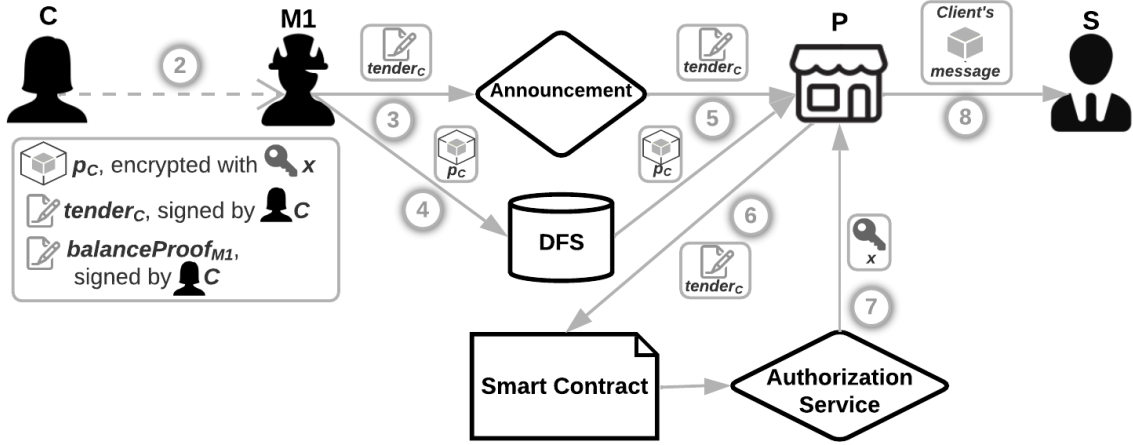 C
M1
P
S
2
tender_C
tender_C
Client's
message
Announcement
3
5
8
p_C, encrypted with x
p_C
p_C
tender_C, signed by C
4
DFS
6
balanceProof_M1,
signed by C
tender_C
x
7
Smart Contract
Authorization
Service